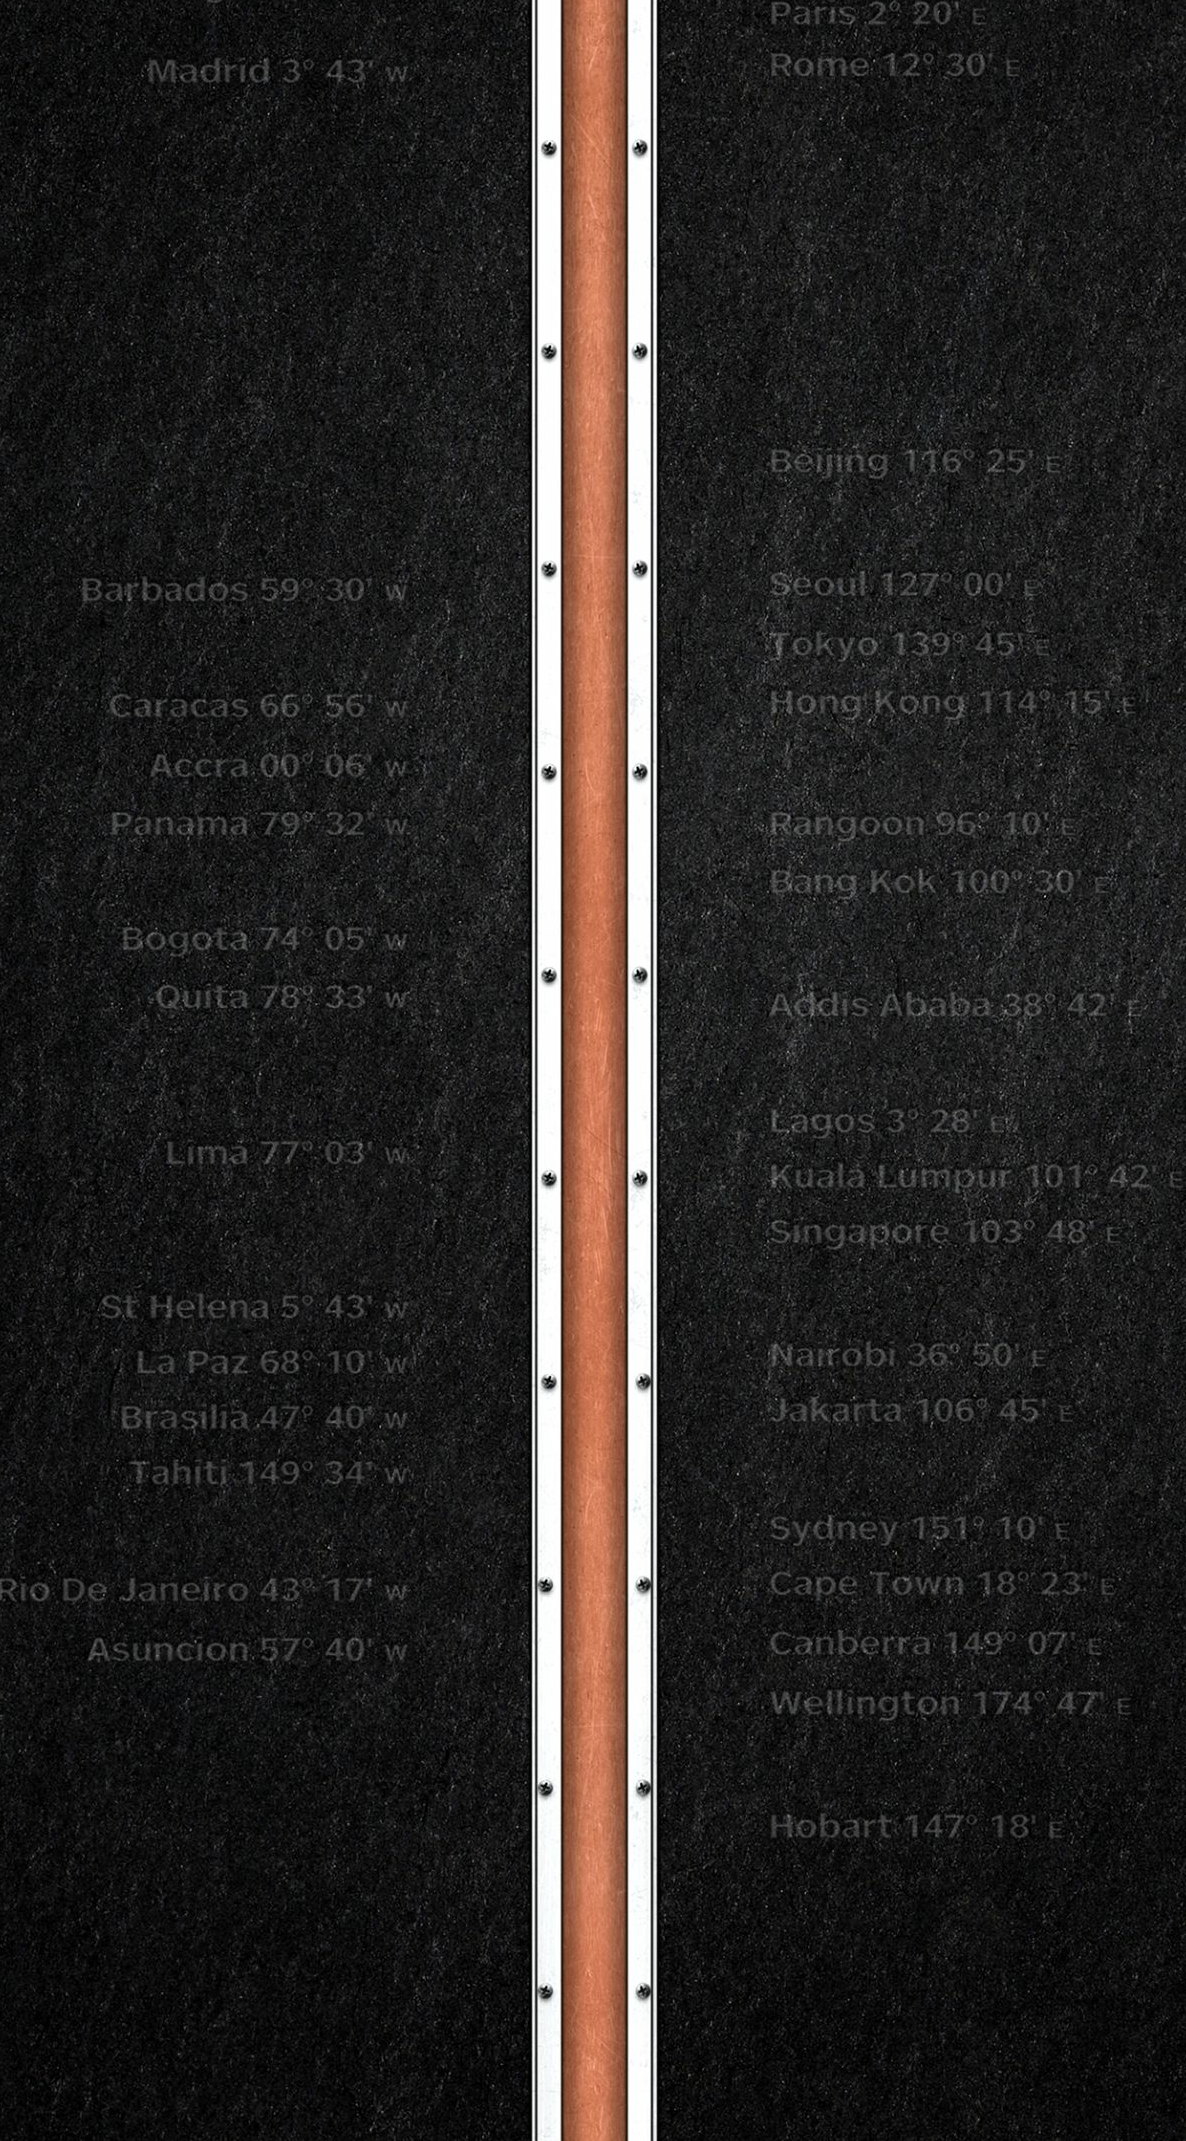 Paris 2° 20' E
Madrid 3° 43' W
Rome 12° 30' E
Beijing 116° 25' E
Barbados 59° 30' W
Seoul 127° 00' E
Tokyo 139° 45' E
Caracas 66° 56' W
Hong Kong 114° 15' E
Accra 00° 06' W
Panama 79° 32' W
Rangoon 96° 10' E
Bang Kok 100° 30' E
Bogota 74° 05' W
Quita 78° 33' W
Addis Ababa 38° 42' E
Lagos 3° 28' E
Lima 77° 03' W
Kuala Lumpur 101° 42' E
Singapore 103° 48' E
St Helena 5° 43' W
La Paz 68° 10' W
Nairobi 36° 50' E
Brasilia 47° 40' W
Jakarta 106° 45' E
Tahiti 149° 34' W
Sydney 151° 10' E
Rio De Janeiro 43° 17' W
Cape Town 18° 23' E
Asuncion 57° 40' W
Canberra 149° 07' E
Wellington 174° 47' E
Hobart 147° 18' E